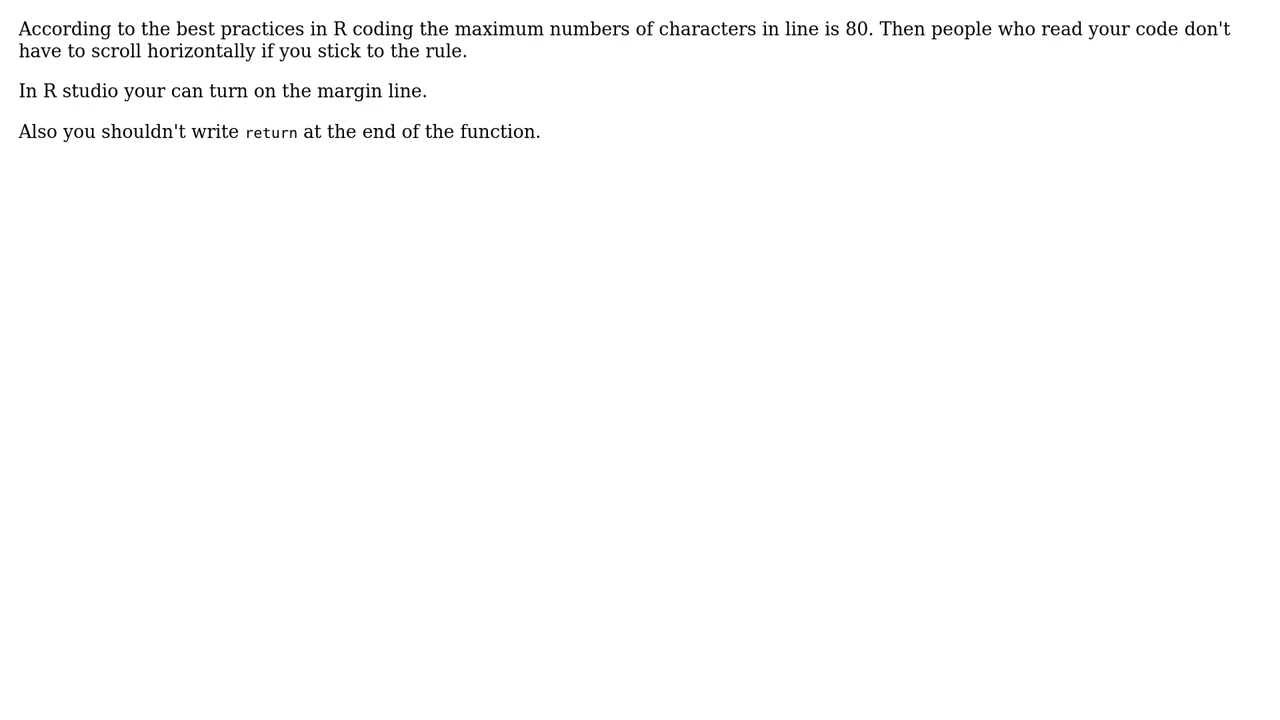 According to the best practices in R coding the maximum numbers of characters in line is 80. Then people who read your code don't
have to scroll horizontally if you stick to the rule.
In R studio your can turn on the margin line.
Also you shouldn't write return at the end of the function.